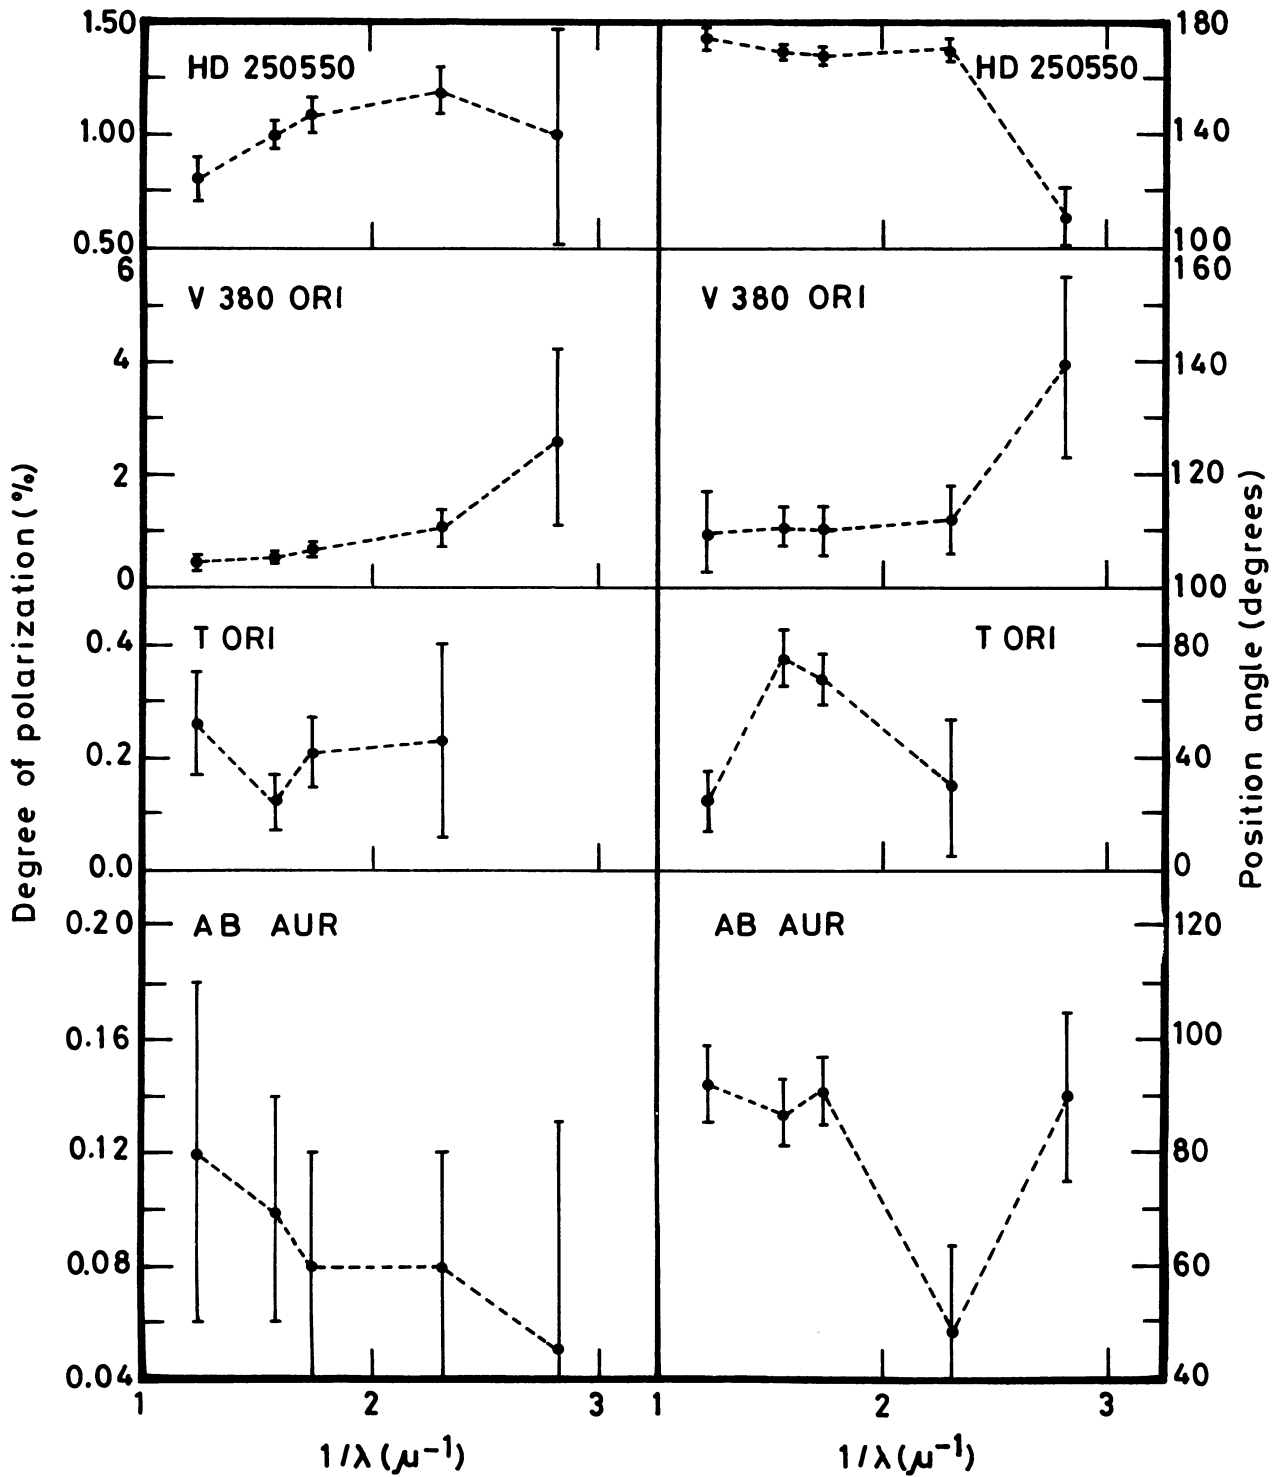 Degree of polarization (%)
1.50
1.00
0.50
HD 250550
HD 250550
180
140
100
6
4
2
0
V 380 ORI
V 380 ORI
160
140
120
100
0.4
0.2
0.0
T ORI
T ORI
80
40
0
0.20
0.16
0.12
0.08
0.04
AB AUR
AB AUR
120
100
80
60
40
1 2 3 1 2 3
1/λ (μ⁻¹) 1/λ (μ⁻¹)
Position angle (degrees)